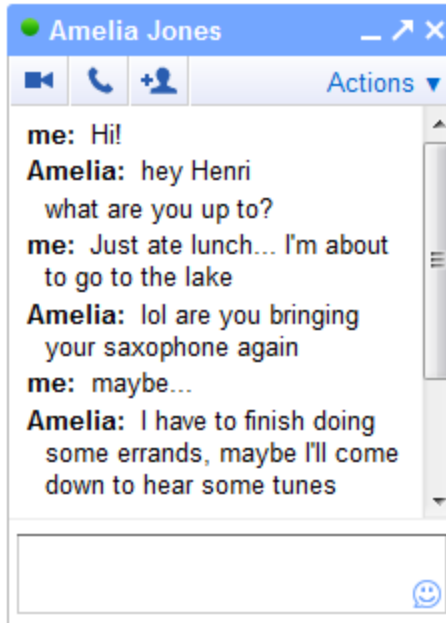 Amelia Jones
Actions
me: Hi!
Amelia: hey Henri
what are you up to?
me: Just ate lunch... I'm about
to go to the lake
Amelia: lol are you bringing
your saxophone again
me: maybe...
Amelia: I have to finish doing
some errands, maybe I'll come
down to hear some tunes